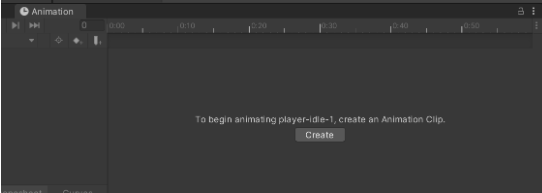 Animation
0 0:00 0:10 0:20 0:30 0:40 0:50
To begin animating player-idle-1, create an Animation Clip.
Create
Curves